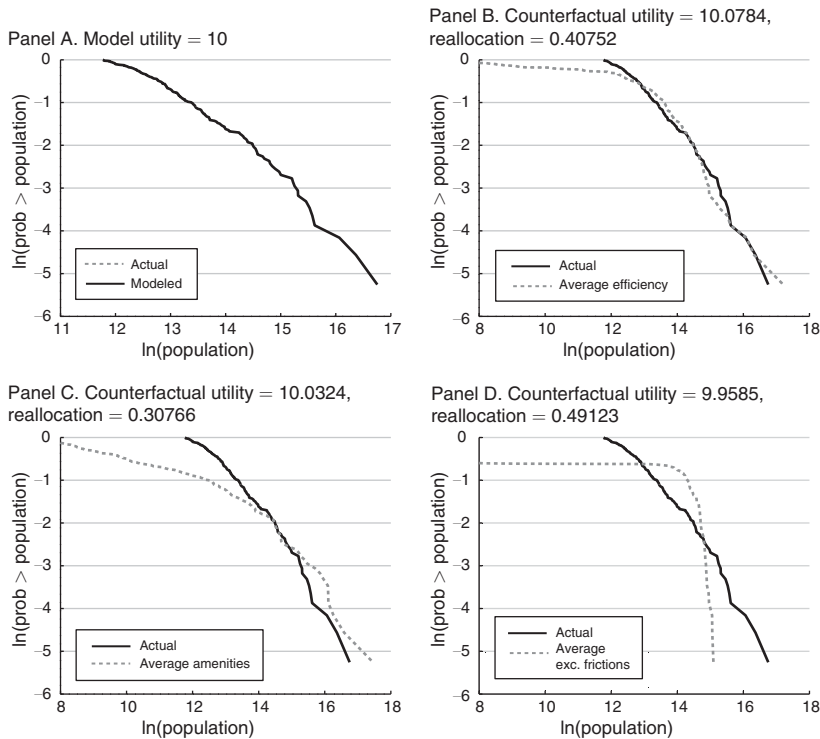 Panel A. Model utility = 10
ln(prob > population)
0
−1
−2
−3
−4
−5
−6
Actual
Modeled
11 12 13 14 15 16 17
ln(population)
Panel B. Counterfactual utility = 10.0784,
reallocation = 0.40752
ln(prob > population)
0
−1
−2
−3
−4
−5
−6
Actual
Average efficiency
8 10 12 14 16 18
ln(population)
Panel C. Counterfactual utility = 10.0324,
reallocation = 0.30766
ln(prob > population)
0
−1
−2
−3
−4
−5
−6
Actual
Average amenities
8 10 12 14 16 18
ln(population)
Panel D. Counterfactual utility = 9.9585,
reallocation = 0.49123
ln(prob > population)
0
−1
−2
−3
−4
−5
−6
Actual
Average
exc. frictions
8 10 12 14 16 18
ln(population)